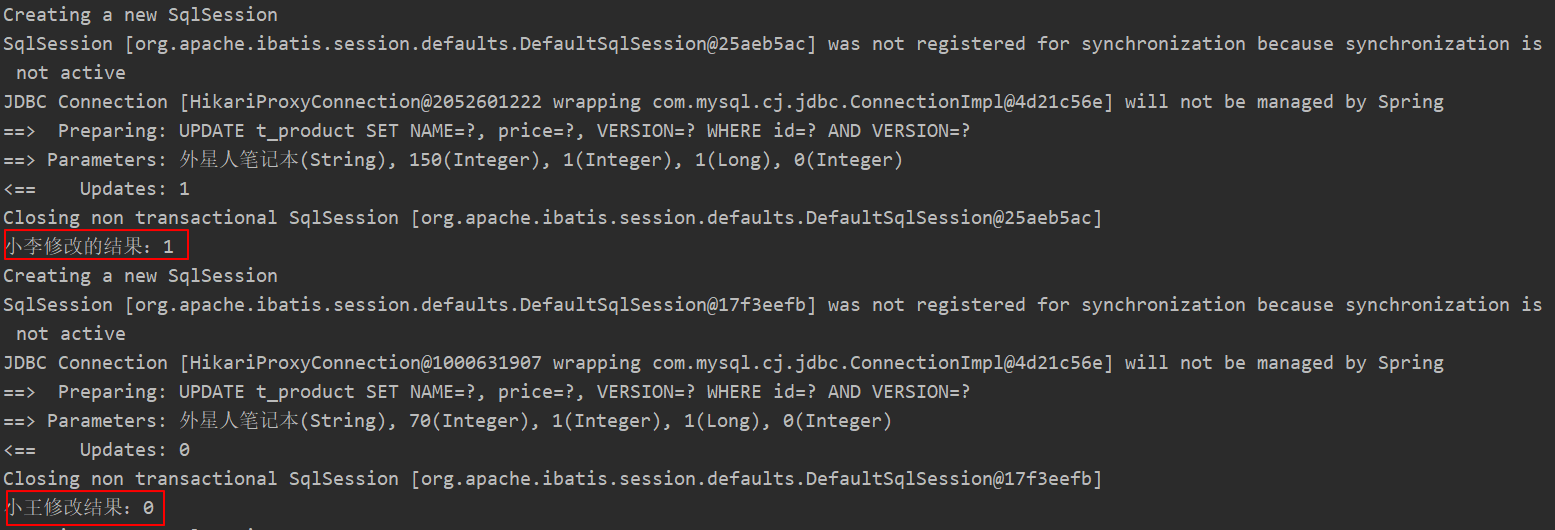 Creating a new SqlSession
SqlSession [org.apache.ibatis.session.defaults.DefaultSqlSession@25aeb5ac] was not registered for synchronization because synchronization is
 not active
JDBC Connection [HikariProxyConnection@2052601222 wrapping com.mysql.cj.jdbc.ConnectionImpl@4d21c56e] will not be managed by Spring
==>  Preparing: UPDATE t_product SET NAME=?, price=?, VERSION=? WHERE id=? AND VERSION=?
==> Parameters: 外星人笔记本(String), 150(Integer), 1(Integer), 1(Long), 0(Integer)
<==    Updates: 1
Closing non transactional SqlSession [org.apache.ibatis.session.defaults.DefaultSqlSession@25aeb5ac]
小李修改的结果：1
Creating a new SqlSession
SqlSession [org.apache.ibatis.session.defaults.DefaultSqlSession@17f3eefb] was not registered for synchronization because synchronization is
 not active
JDBC Connection [HikariProxyConnection@1000631907 wrapping com.mysql.cj.jdbc.ConnectionImpl@4d21c56e] will not be managed by Spring
==>  Preparing: UPDATE t_product SET NAME=?, price=?, VERSION=? WHERE id=? AND VERSION=?
==> Parameters: 外星人笔记本(String), 70(Integer), 1(Integer), 1(Long), 0(Integer)
<==    Updates: 0
Closing non transactional SqlSession [org.apache.ibatis.session.defaults.DefaultSqlSession@17f3eefb]
小王修改结果：0